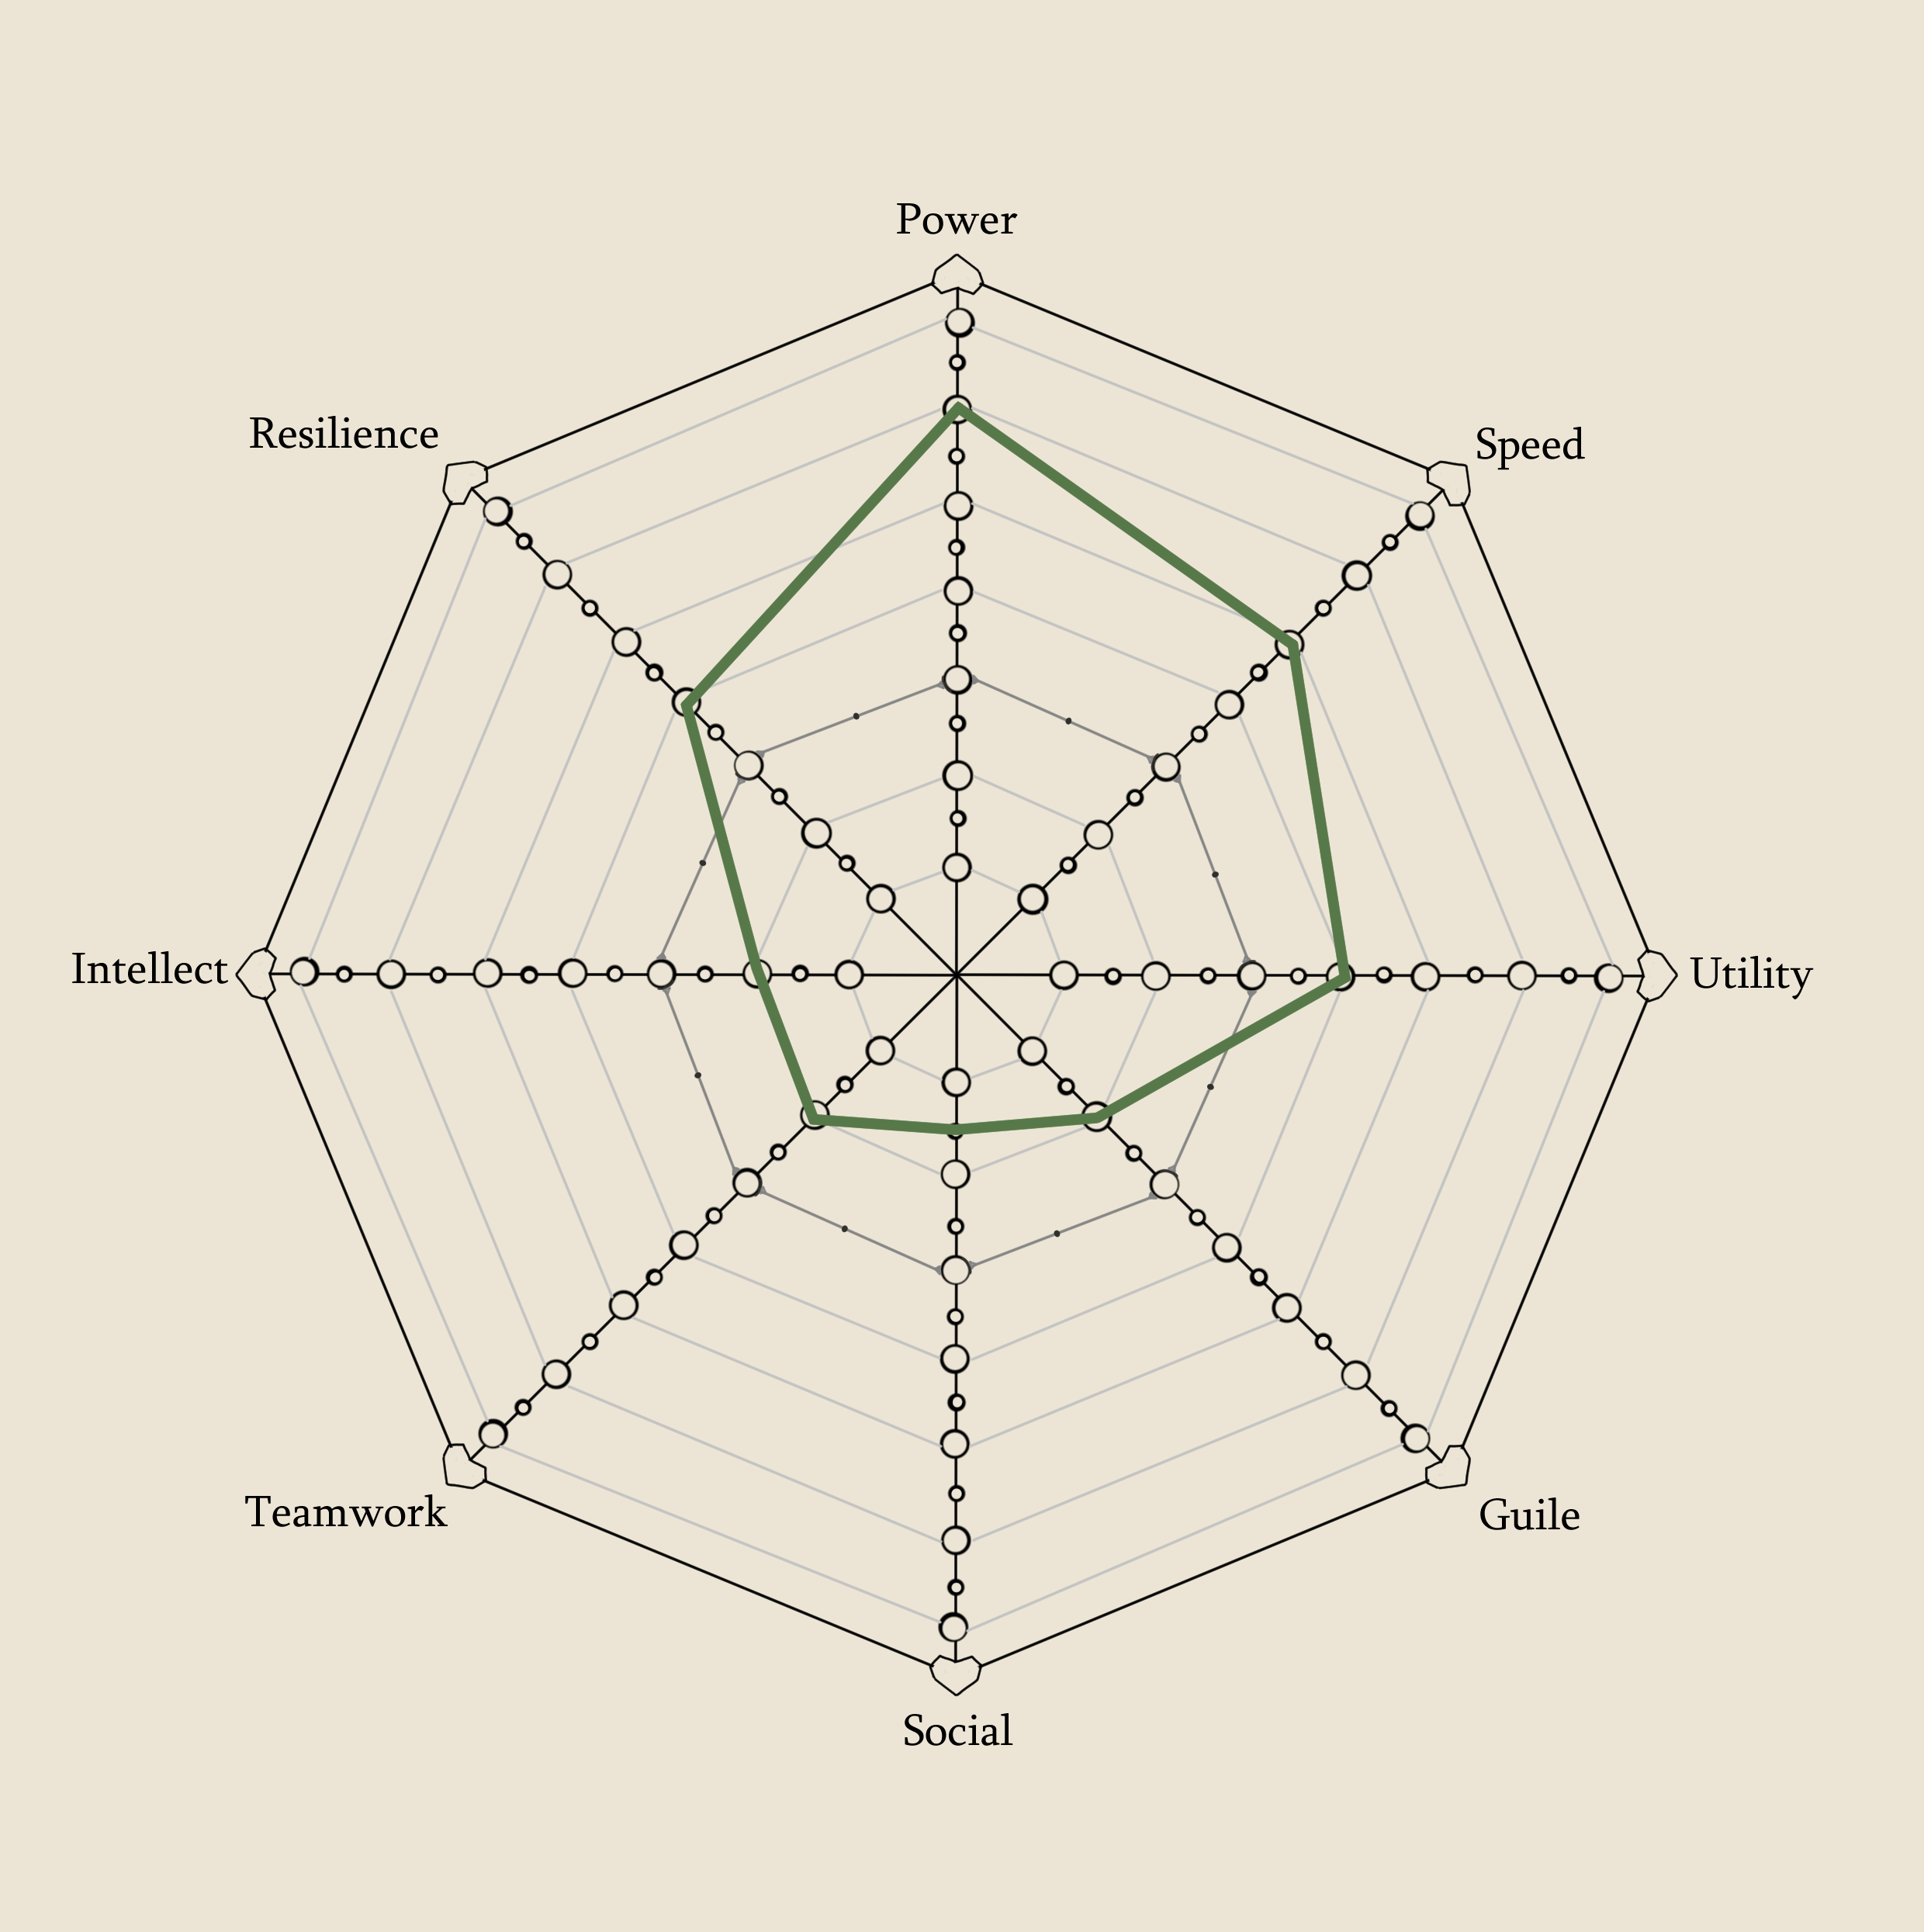 Power
Resilience
Speed
Intellect
Utility
Teamwork
Guile
Social